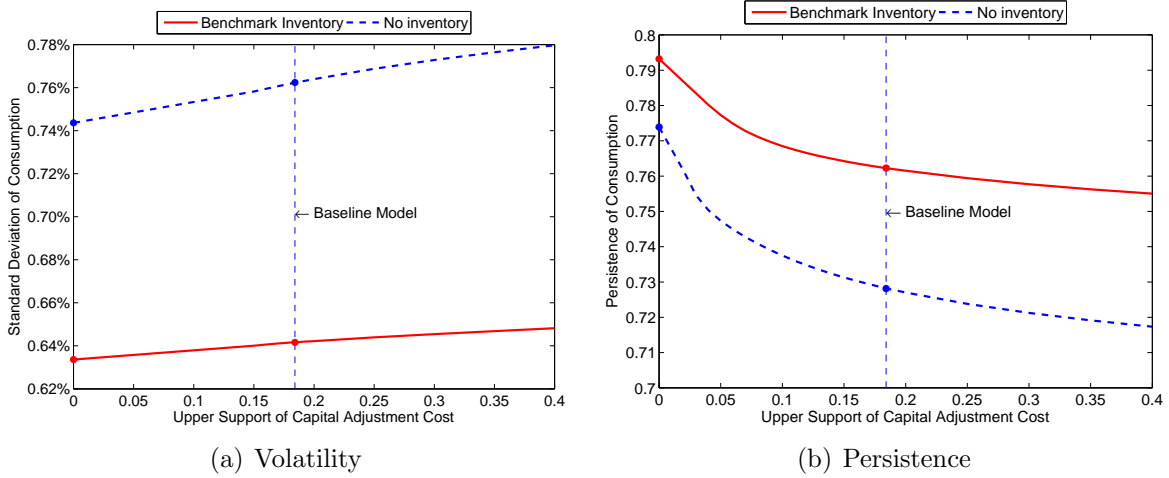 Benchmark Inventory No inventory
0.78%
0.76%
0.74%
0.72%
0.70%
0.68%
0.66%
0.64%
0.62%
Standard Deviation of Consumption
← Baseline Model
0 0.05 0.1 0.15 0.2 0.25 0.3 0.35 0.4
Upper Support of Capital Adjustment Cost
(a) Volatility
Benchmark Inventory No inventory
0.8
0.79
0.78
0.77
0.76
0.75
0.74
0.73
0.72
0.71
0.7
Persistence of Consumption
← Baseline Model
0 0.05 0.1 0.15 0.2 0.25 0.3 0.35 0.4
Upper Support of Capital Adjustment Cost
(b) Persistence